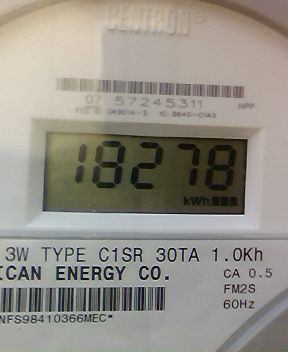 CENTRON
07 57245311 HPP
18278
kWh
3W TYPE C1SR 30TA 1.0Kh
ICAN ENERGY CO. CA 0.5
FM2S
60Hz
NFS98410366MEC*